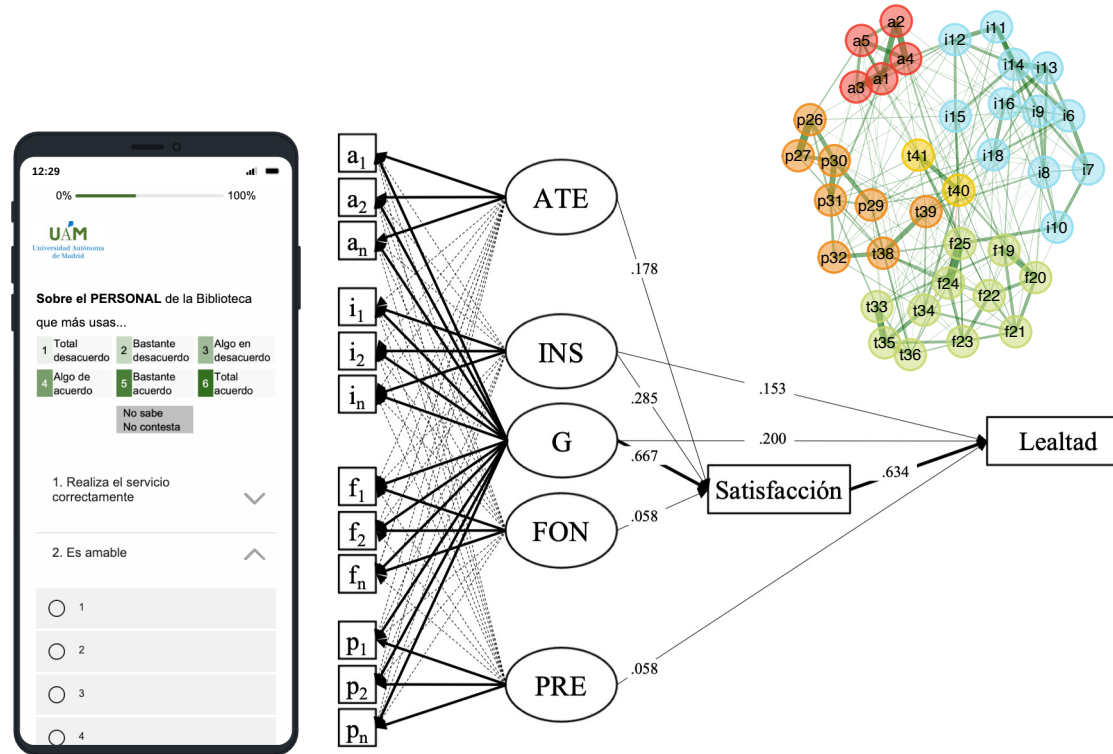 12:29
0%
100%
UAM
Universidad Autónoma
de Madrid
Sobre el PERSONAL de la Biblioteca
que más usas...
1 Total desacuerdo
2 Bastante desacuerdo
3 Algo en desacuerdo
4 Algo de acuerdo
5 Bastante acuerdo
6 Total acuerdo
No sabe
No contesta
1. Realiza el servicio
correctamente
2. Es amable
1
2
3
4
a1
a2
an
i1
i2
in
f1
f2
fn
p1
p2
pn
ATE
INS
G
FON
PRE
.178
.285
.667
.058
.153
.200
.634
.058
Satisfacción
Lealtad
a2
a5
a4
a1
a3
i12
i11
i14
i13
i16
i9
i6
i15
i18
i8
i7
i10
p26
p27
p30
p31
p29
p32
t38
t39
t41
t40
f25
f19
f24
f20
f22
t33
t34
f21
f23
t35
t36